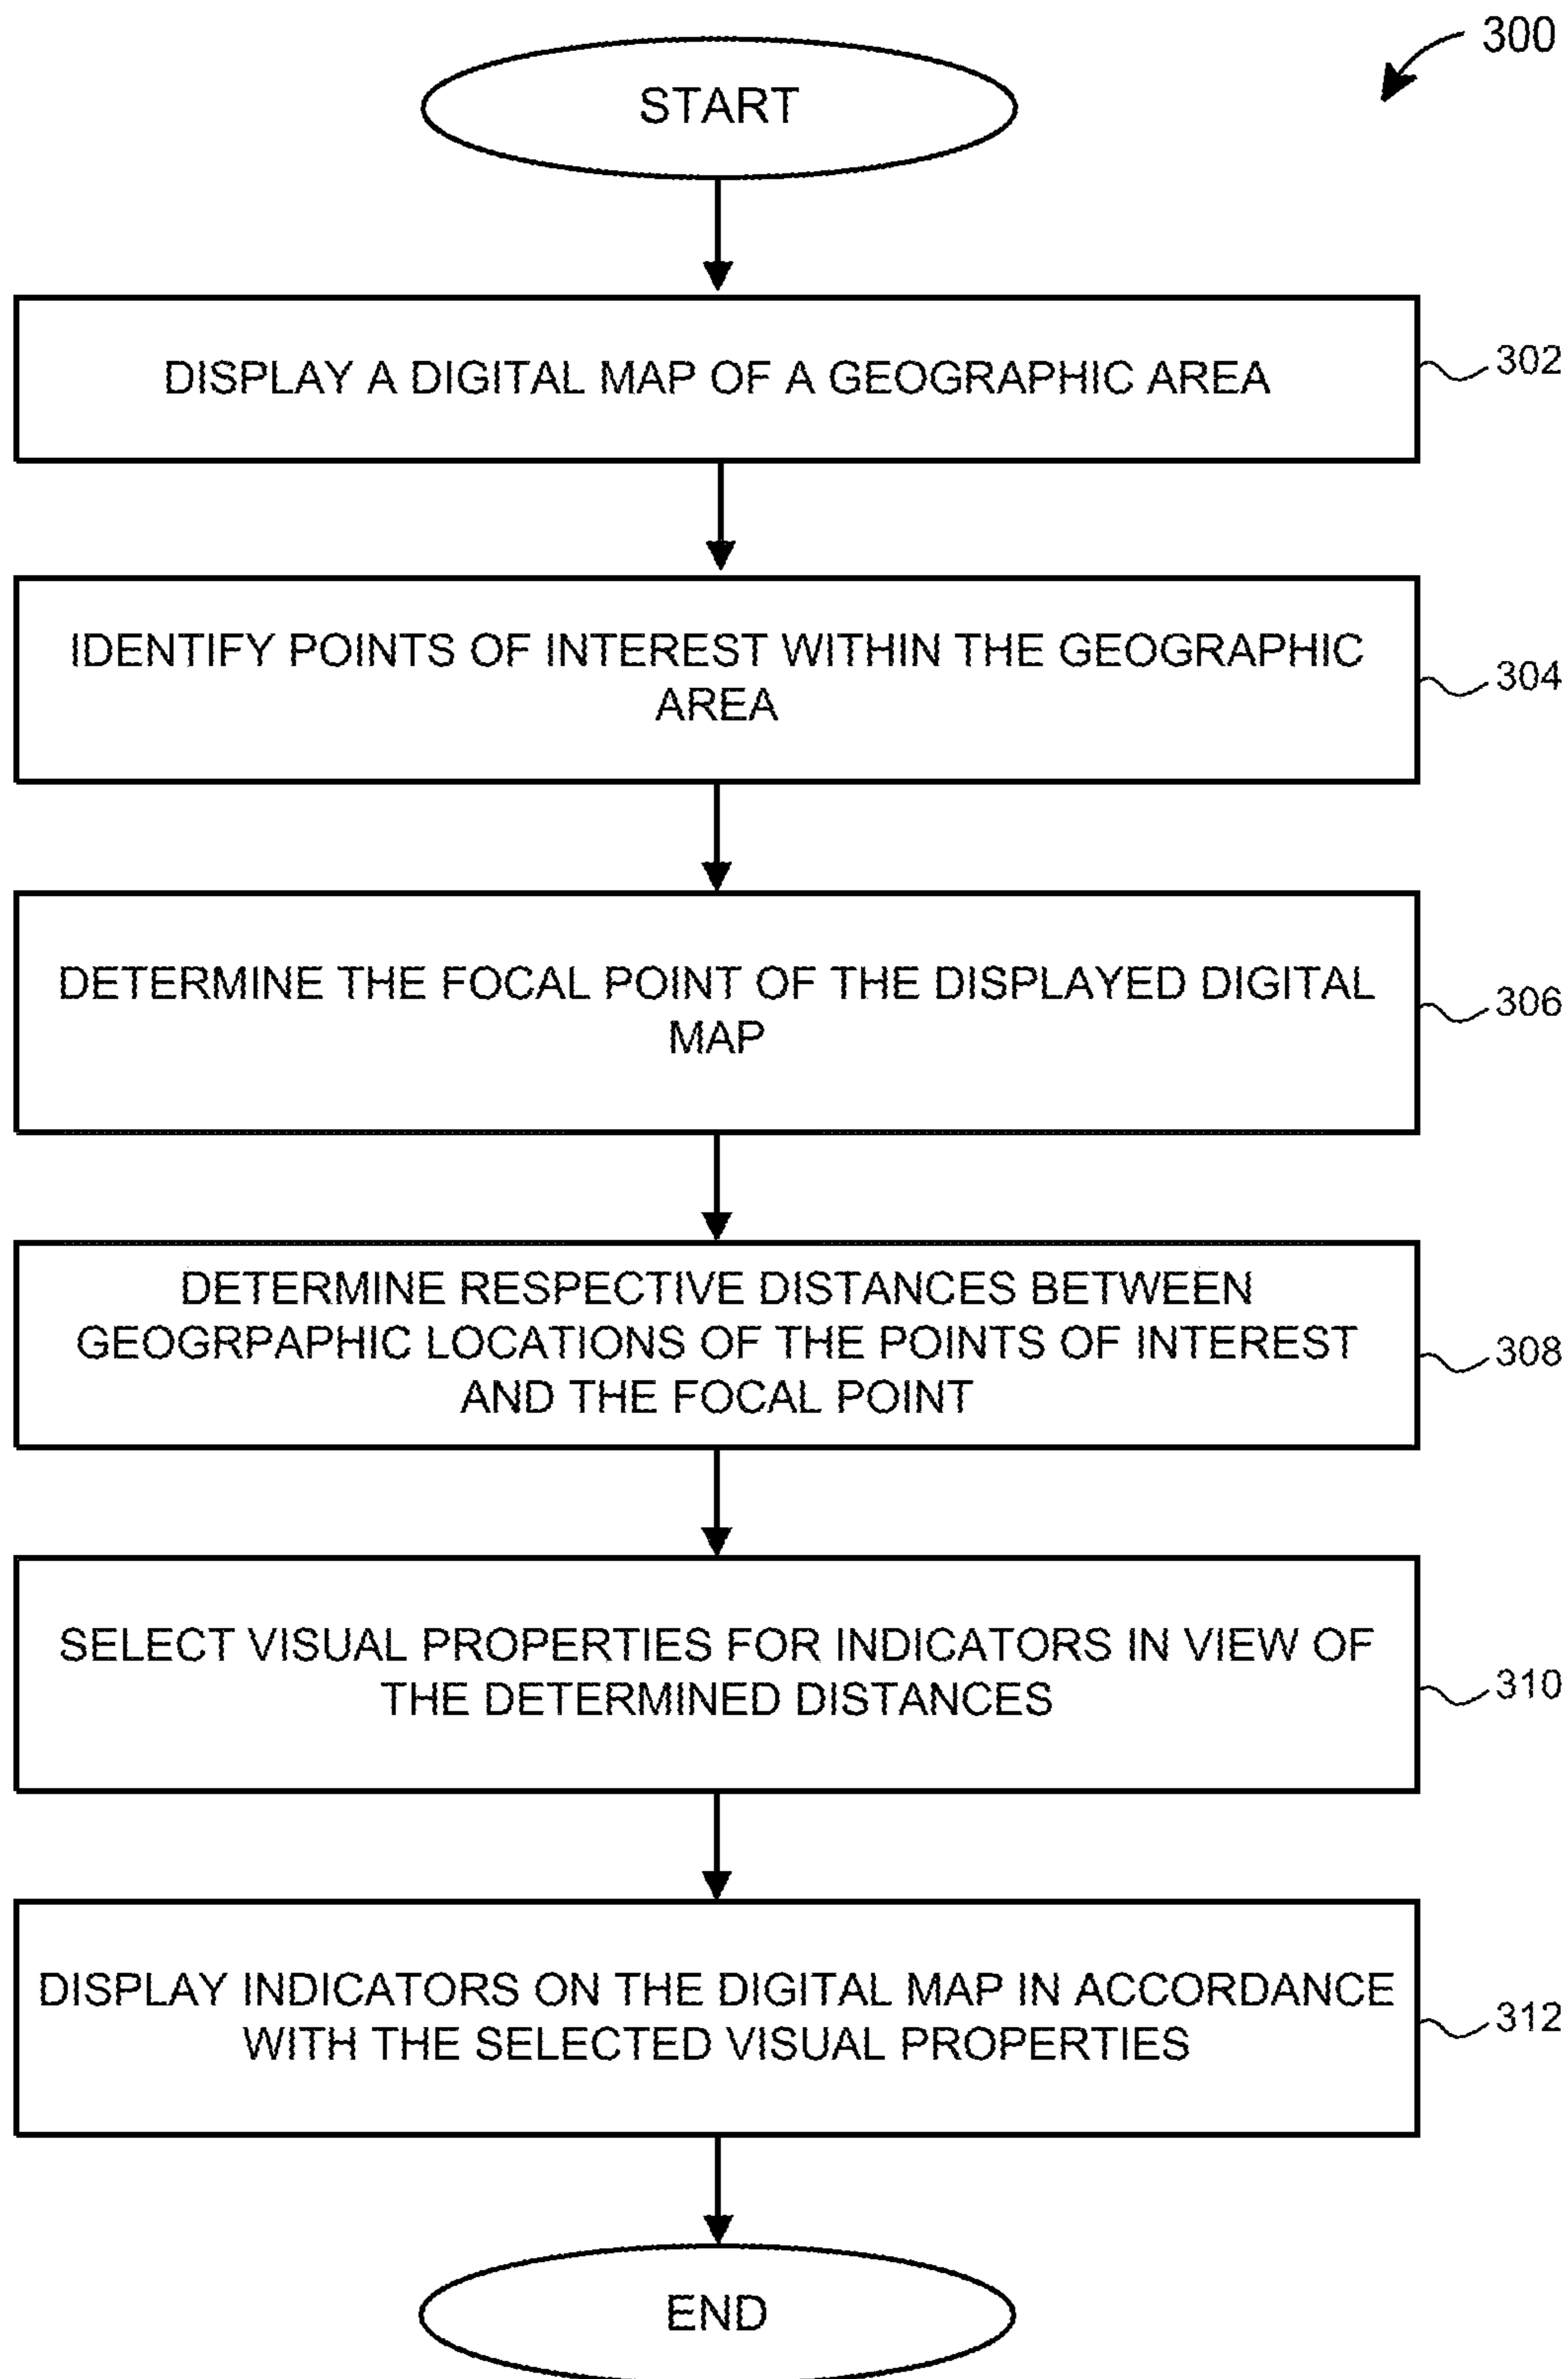 300
START
DISPLAY A DIGITAL MAP OF A GEOGRAPHIC AREA
302
IDENTIFY POINTS OF INTEREST WITHIN THE GEOGRAPHIC
AREA
304
DETERMINE THE FOCAL POINT OF THE DISPLAYED DIGITAL
MAP
306
DETERMINE RESPECTIVE DISTANCES BETWEEN
GEOGRPAPHIC LOCATIONS OF THE POINTS OF INTEREST
AND THE FOCAL POINT
308
SELECT VISUAL PROPERTIES FOR INDICATORS IN VIEW OF
THE DETERMINED DISTANCES
310
DISPLAY INDICATORS ON THE DIGITAL MAP IN ACCORDANCE
WITH THE SELECTED VISUAL PROPERTIES
312
END